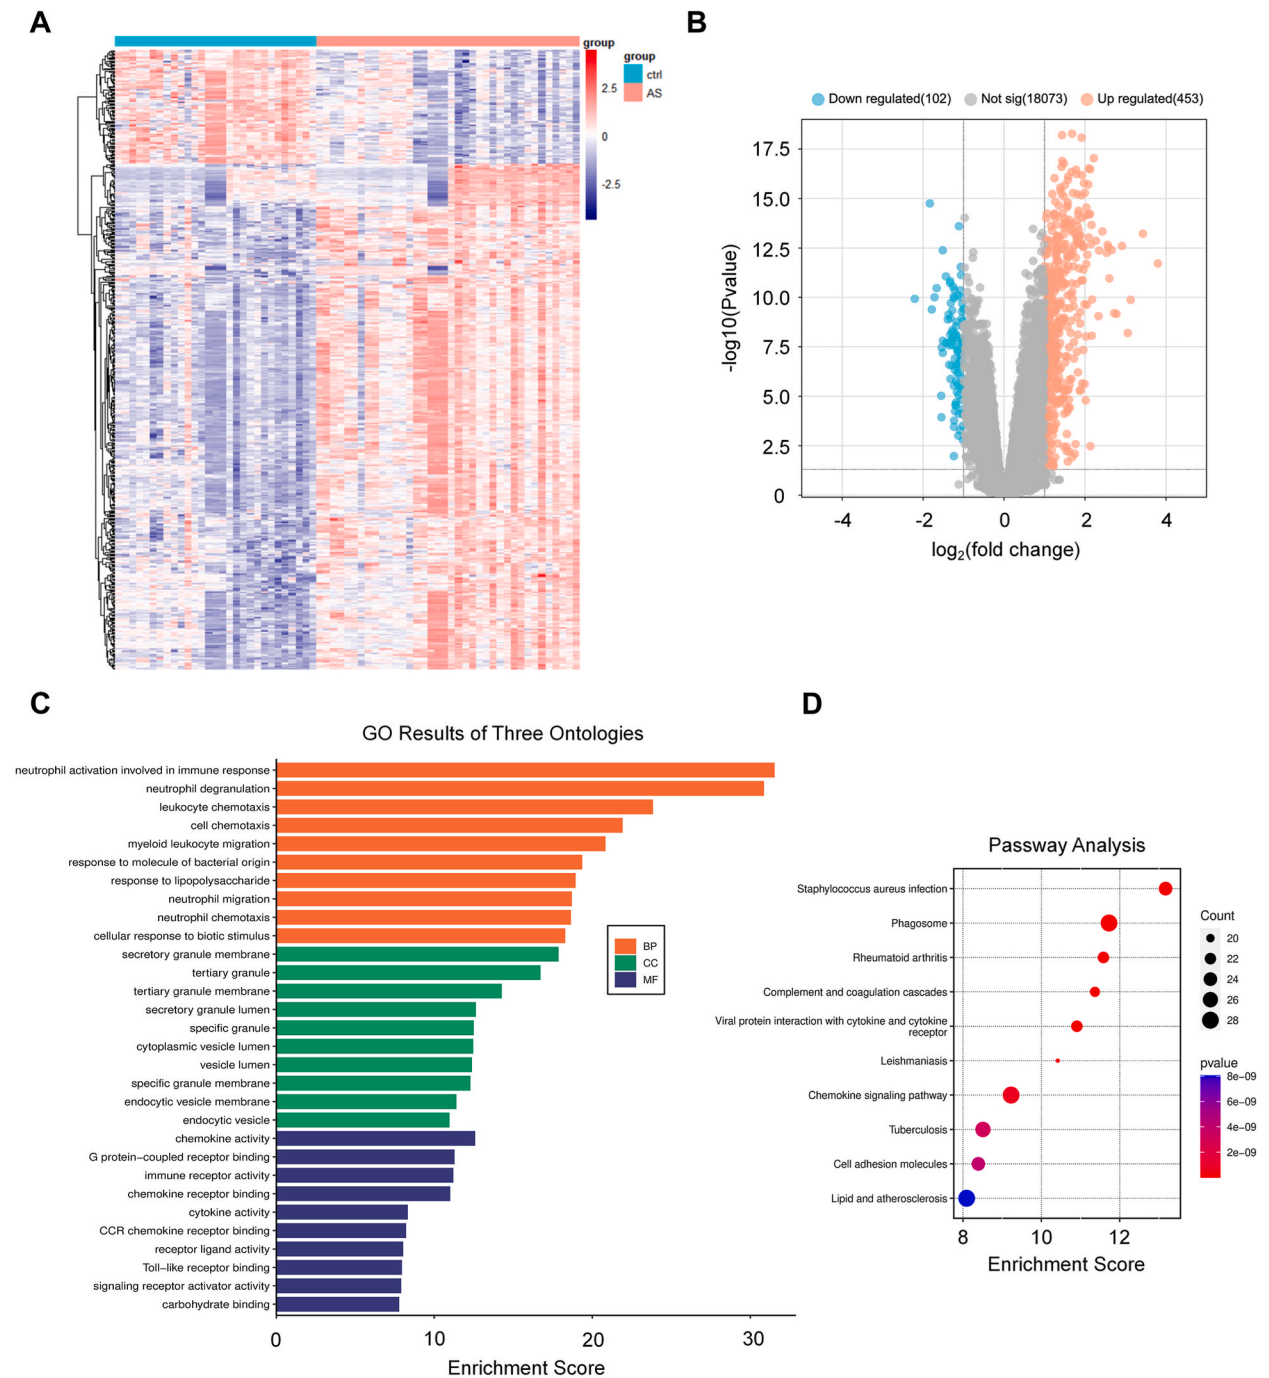 A
group
2.5
0
-2.5
group
ctrl
AS
B
Down regulated(102)
Not sig(18073)
Up regulated(453)
-log10(Pvalue)
17.5
15.0
12.5
10.0
7.5
5.0
2.5
0
-4
-2
0
2
4
log2(fold change)
C
GO Results of Three Ontologies
neutrophil activation involved in immune response
neutrophil degranulation
leukocyte chemotaxis
cell chemotaxis
myeloid leukocyte migration
response to molecule of bacterial origin
response to lipopolysaccharide
neutrophil migration
neutrophil chemotaxis
cellular response to biotic stimulus
secretory granule membrane
tertiary granule
tertiary granule membrane
secretory granule lumen
specific granule
cytoplasmic vesicle lumen
vesicle lumen
specific granule membrane
endocytic vesicle membrane
endocytic vesicle
chemokine activity
G protein-coupled receptor binding
immune receptor activity
chemokine receptor binding
cytokine activity
CCR chemokine receptor binding
receptor ligand activity
Toll-like receptor binding
signaling receptor activator activity
carbohydrate binding
0
10
20
30
Enrichment Score
BP
CC
MF
D
Passway Analysis
Staphylococcus aureus infection
Phagosome
Rheumatoid arthritis
Complement and coagulation cascades
Viral protein interaction with cytokine and cytokine
receptor
Leishmaniasis
Chemokine signaling pathway
Tuberculosis
Cell adhesion molecules
Lipid and atherosclerosis
8
10
12
Enrichment Score
Count
20
22
24
26
28
pvalue
8e-09
6e-09
4e-09
2e-09